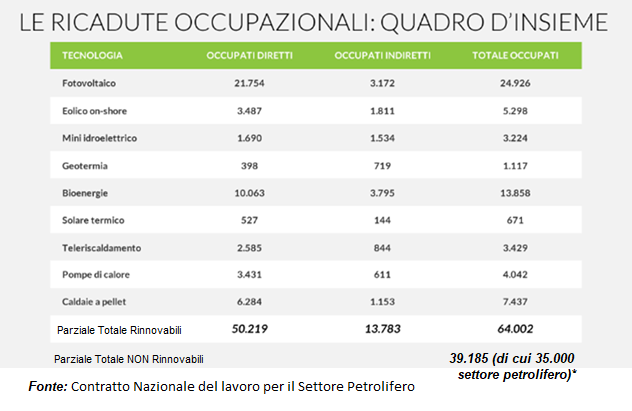 LE RICADUTE OCCUPAZIONALI: QUADRO D'INSIEME
TECNOLOGIA OCCUPATI DIRETTI OCCUPATI INDIRETTI TOTALE OCCUPATI
Fotovoltaico 21.754 3.172 24.926
Eolico on-shore 3.487 1.811 5.298
Mini idroelettrico 1.690 1.534 3.224
Geotermia 398 719 1.117
Bioenergie 10.063 3.795 13.858
Solare termico 527 144 671
Teleriscaldamento 2.585 844 3.429
Pompe di calore 3.431 611 4.042
Caldaie a pellet 6.284 1.153 7.437
Parziale Totale Rinnovabili 50.219 13.783 64.002
Parziale Totale NON Rinnovabili 39.185 (di cui 35.000
settore petrolifero)*
Fonte: Contratto Nazionale del lavoro per il Settore Petrolifero